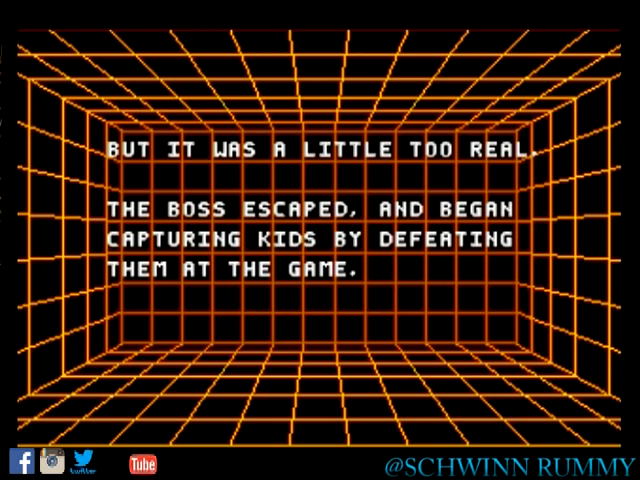 BUT IT WAS A LITTLE TOO REAL.
THE BOSS ESCAPED, AND BEGAN
CAPTURING KIDS BY DEFEATING
THEM AT THE GAME.
twitter
Tube
@SCHWINN RUMMY